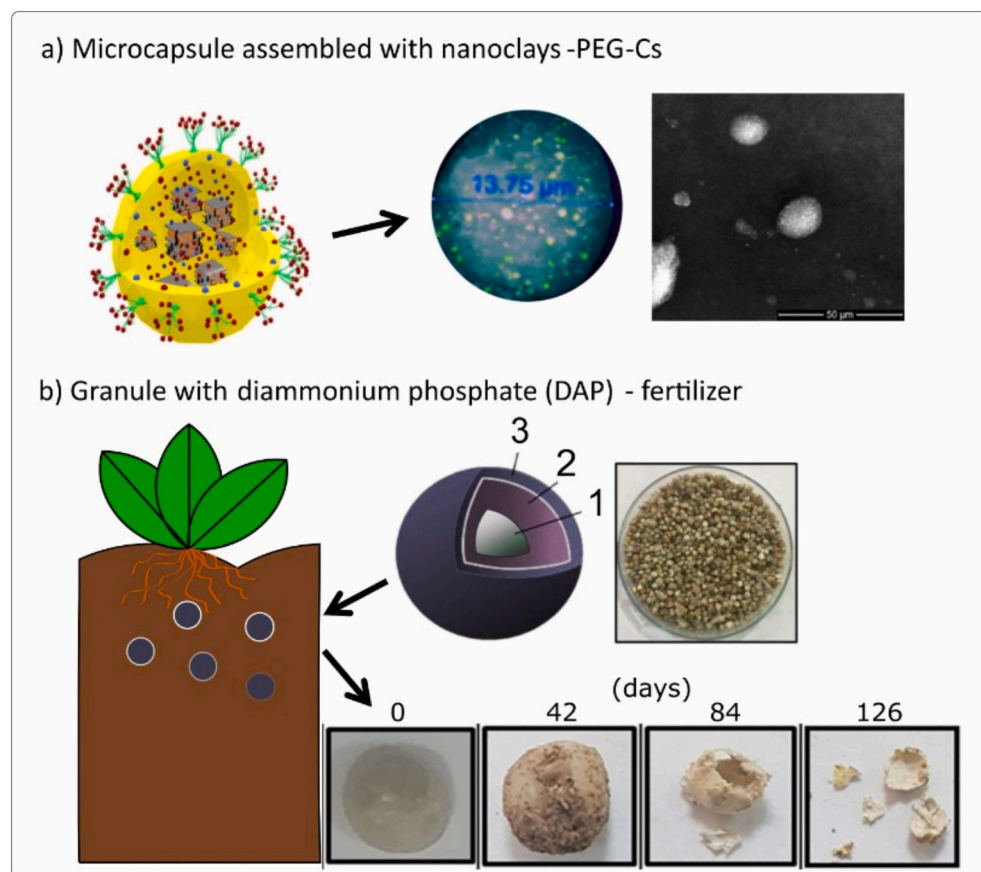 a) Microcapsule assembled with nanoclays -PEG-Cs
13.75 µm
50 µm
b) Granule with diammonium phosphate (DAP) - fertilizer
3
2
1
(days)
0 42 84 126